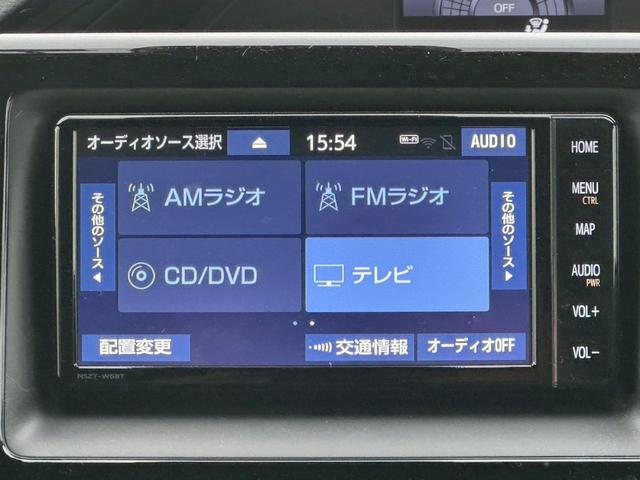 OFF
オーディオソース選択 15:54 Wi-Fi AUDIO
AMラジオ FMラジオ
その他のソース その他のソース
CD/DVD テレビ
配置変更 交通情報 オーディオOFF
NSZT-W68T
HOME
MENU
CTRL
MAP
AUDIO
PWR
VOL+
VOL−